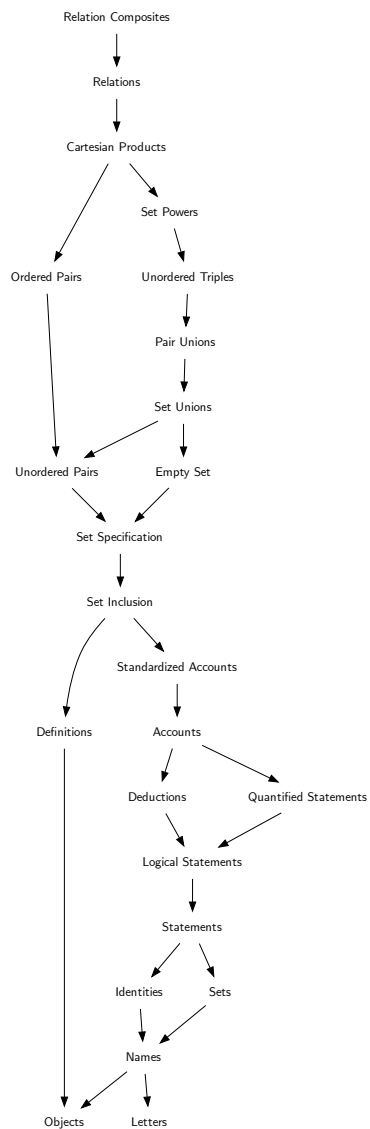 Relation Composites
Relations
Cartesian Products
Set Powers
Ordered Pairs
Unordered Triples
Pair Unions
Set Unions
Unordered Pairs
Empty Set
Set Specification
Set Inclusion
Standardized Accounts
Definitions
Accounts
Deductions
Quantified Statements
Logical Statements
Statements
Identities
Sets
Names
Objects
Letters